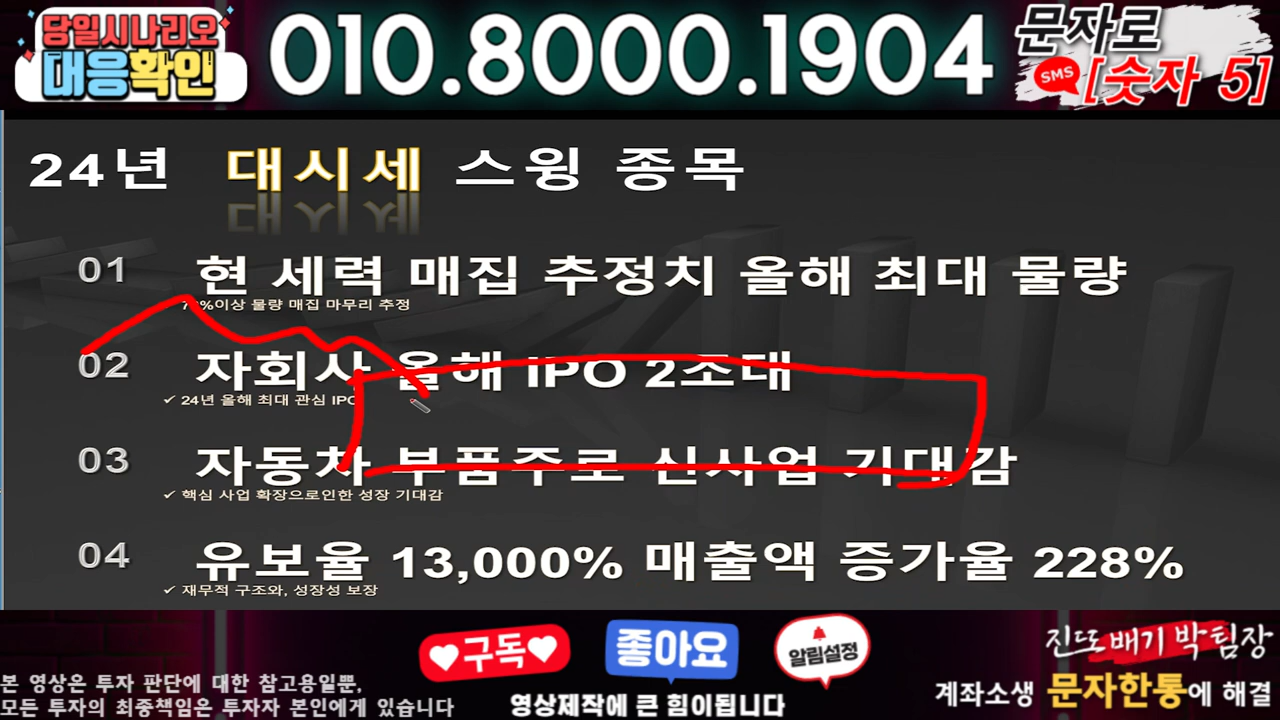 당일시나리오
대응확인
010.8000.1904
문자로
SMS
[숫자 5]
24년 대시세 스윙 종목
01 현 세력 매집 추정치 올해 최대 물량
%이상 물량 매집 마무리 추정
02 자회사 올해 IPO 2조대
✓ 24년 올해 최대 관심 IPO
03 자동차 부품주로 신사업 기대감
✓ 핵심 사업 확장으로인한 성장 기대감
04 유보율 13,000% 매출액 증가율 228%
✓ 재무적 구조와, 성장성 보장
구독
좋아요
알림설정
영상제작에 큰 힘이됩니다
본 영상은 투자 판단에 대한 참고용일뿐,
모든 투자의 최종책임은 투자자 본인에게 있습니다
진또배기 박팀장
계좌소생 문자한통에 해결